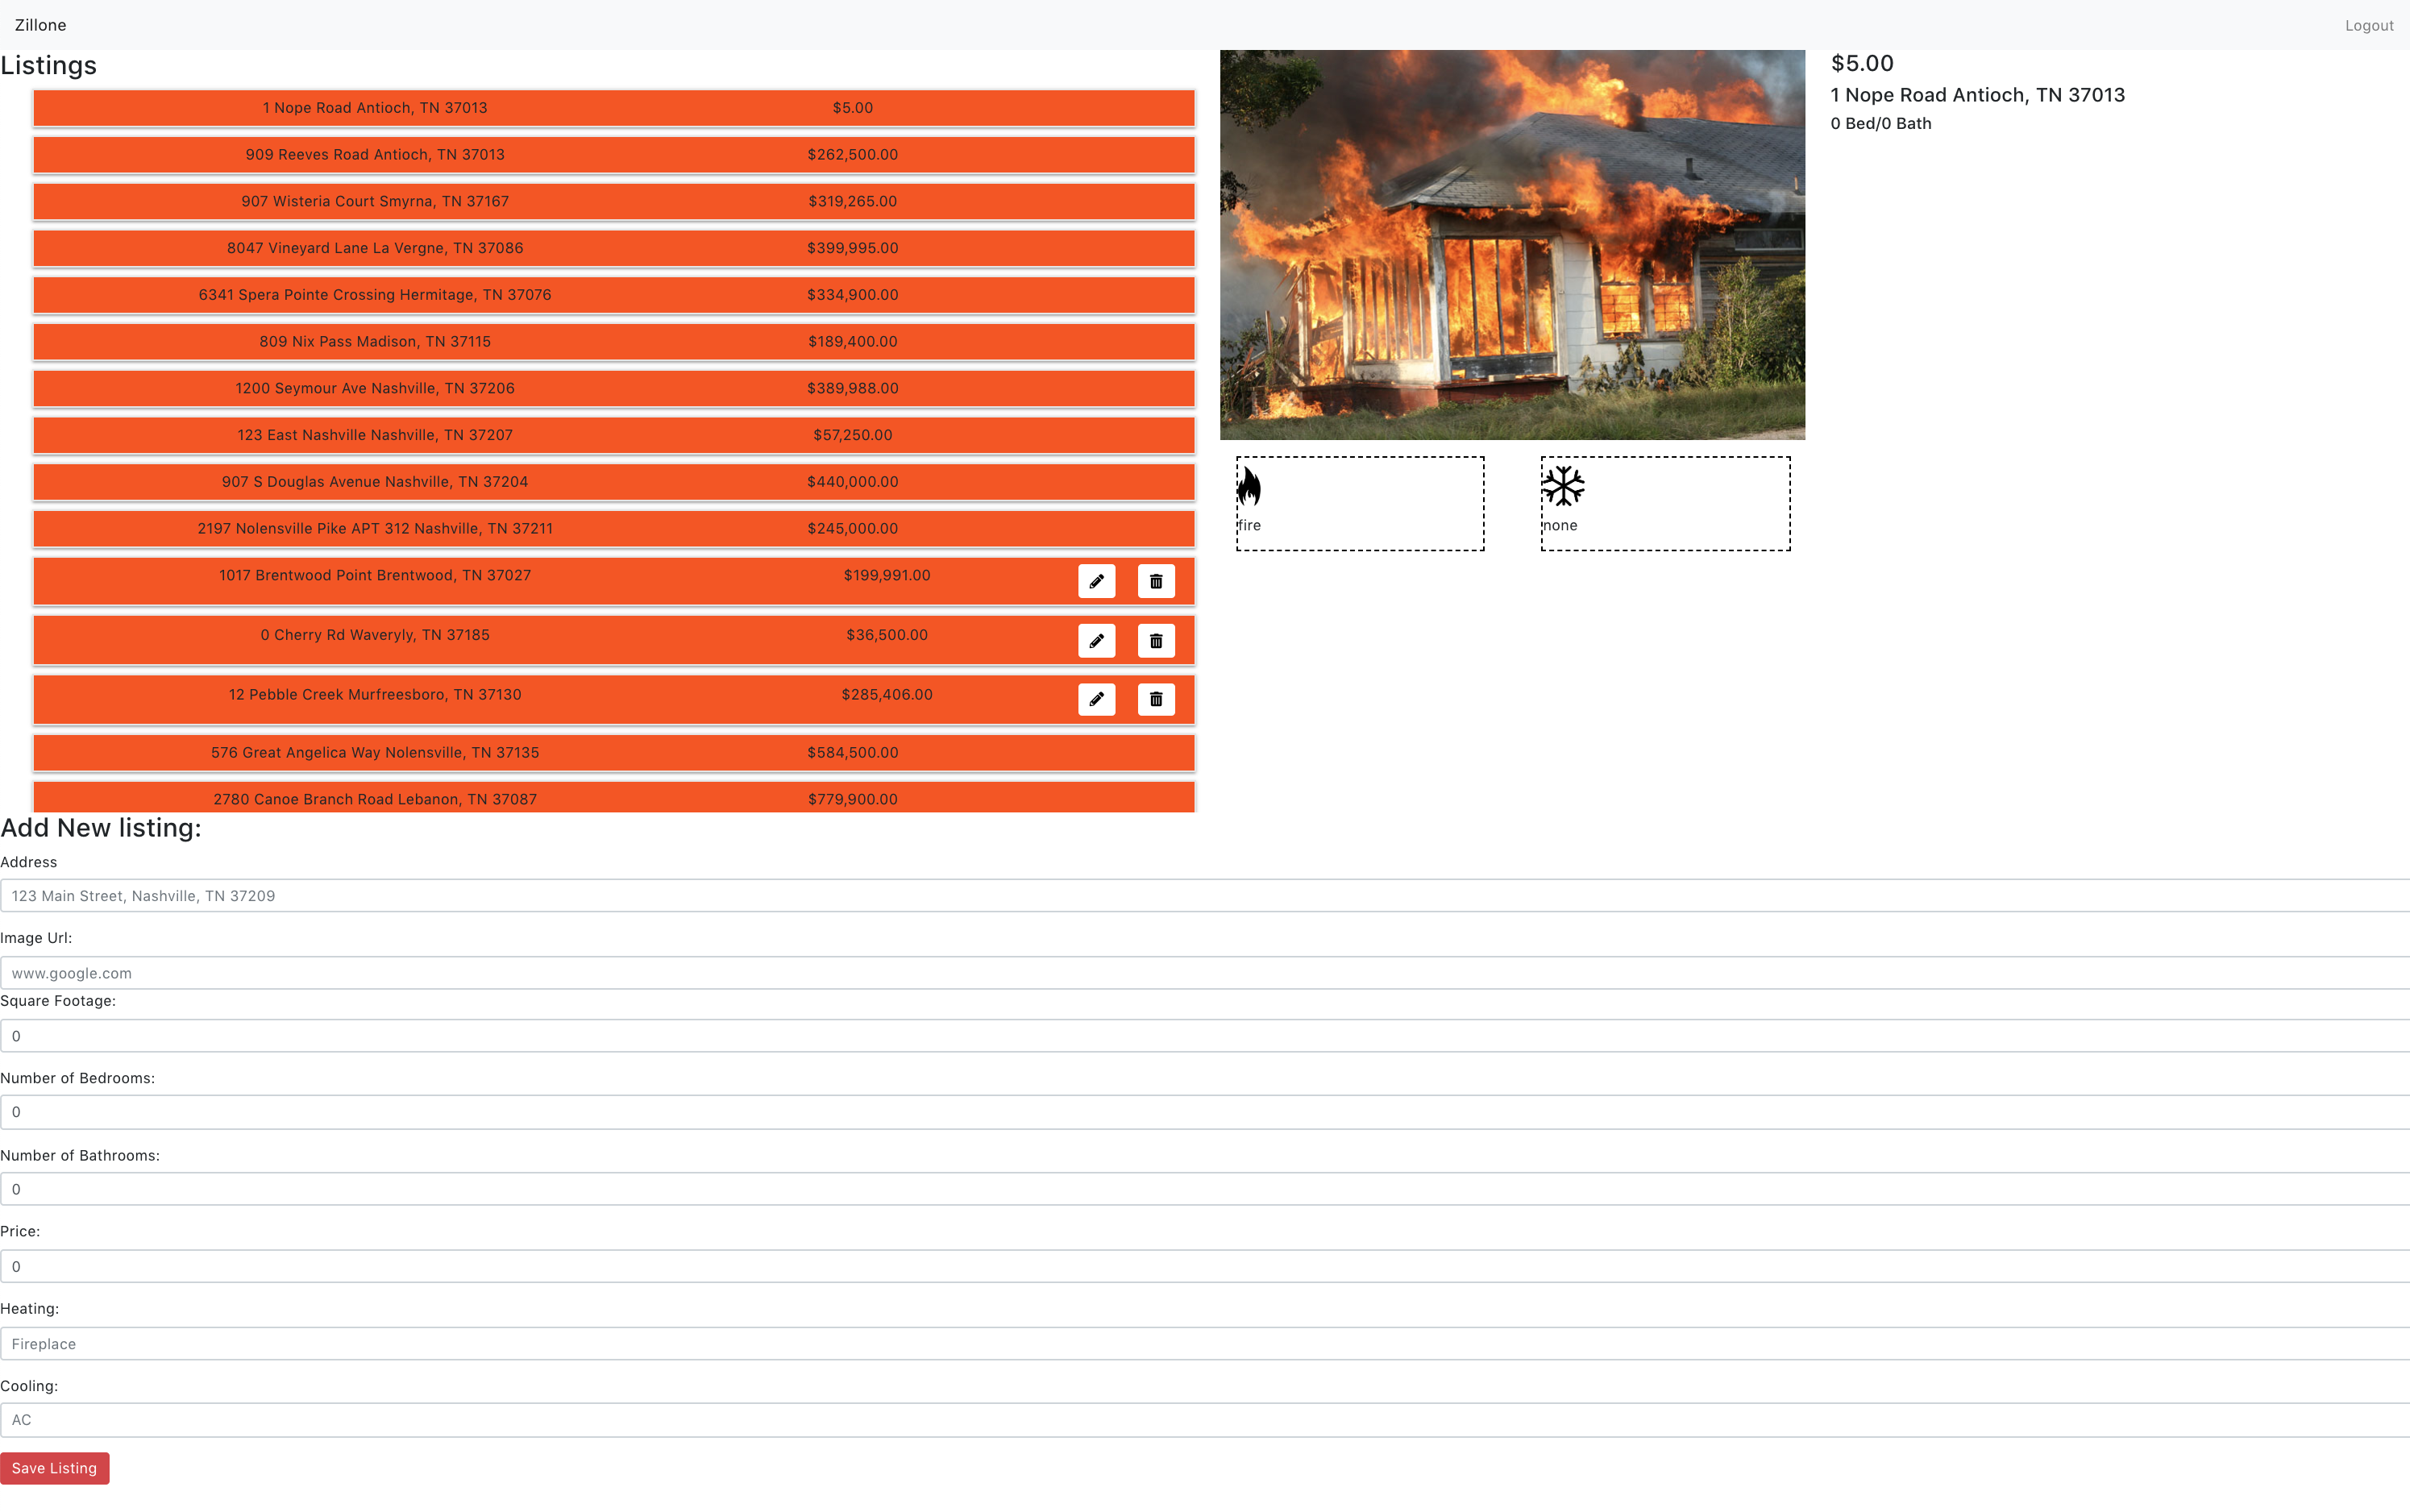 Zillone
Logout
Listings
1 Nope Road Antioch, TN 37013 $5.00
909 Reeves Road Antioch, TN 37013 $262,500.00
907 Wisteria Court Smyrna, TN 37167 $319,265.00
8047 Vineyard Lane La Vergne, TN 37086 $399,995.00
6341 Spera Pointe Crossing Hermitage, TN 37076 $334,900.00
809 Nix Pass Madison, TN 37115 $189,400.00
1200 Seymour Ave Nashville, TN 37206 $389,988.00
123 East Nashville Nashville, TN 37207 $57,250.00
907 S Douglas Avenue Nashville, TN 37204 $440,000.00
2197 Nolensville Pike APT 312 Nashville, TN 37211 $245,000.00
1017 Brentwood Point Brentwood, TN 37027 $199,991.00
0 Cherry Rd Waveryly, TN 37185 $36,500.00
12 Pebble Creek Murfreesboro, TN 37130 $285,406.00
576 Great Angelica Way Nolensville, TN 37135 $584,500.00
2780 Canoe Branch Road Lebanon, TN 37087 $779,900.00
$5.00
1 Nope Road Antioch, TN 37013
0 Bed/0 Bath
fire
none
Add New listing:
Address
123 Main Street, Nashville, TN 37209
Image Url:
www.google.com
Square Footage:
0
Number of Bedrooms:
0
Number of Bathrooms:
0
Price:
0
Heating:
Fireplace
Cooling:
AC
Save Listing